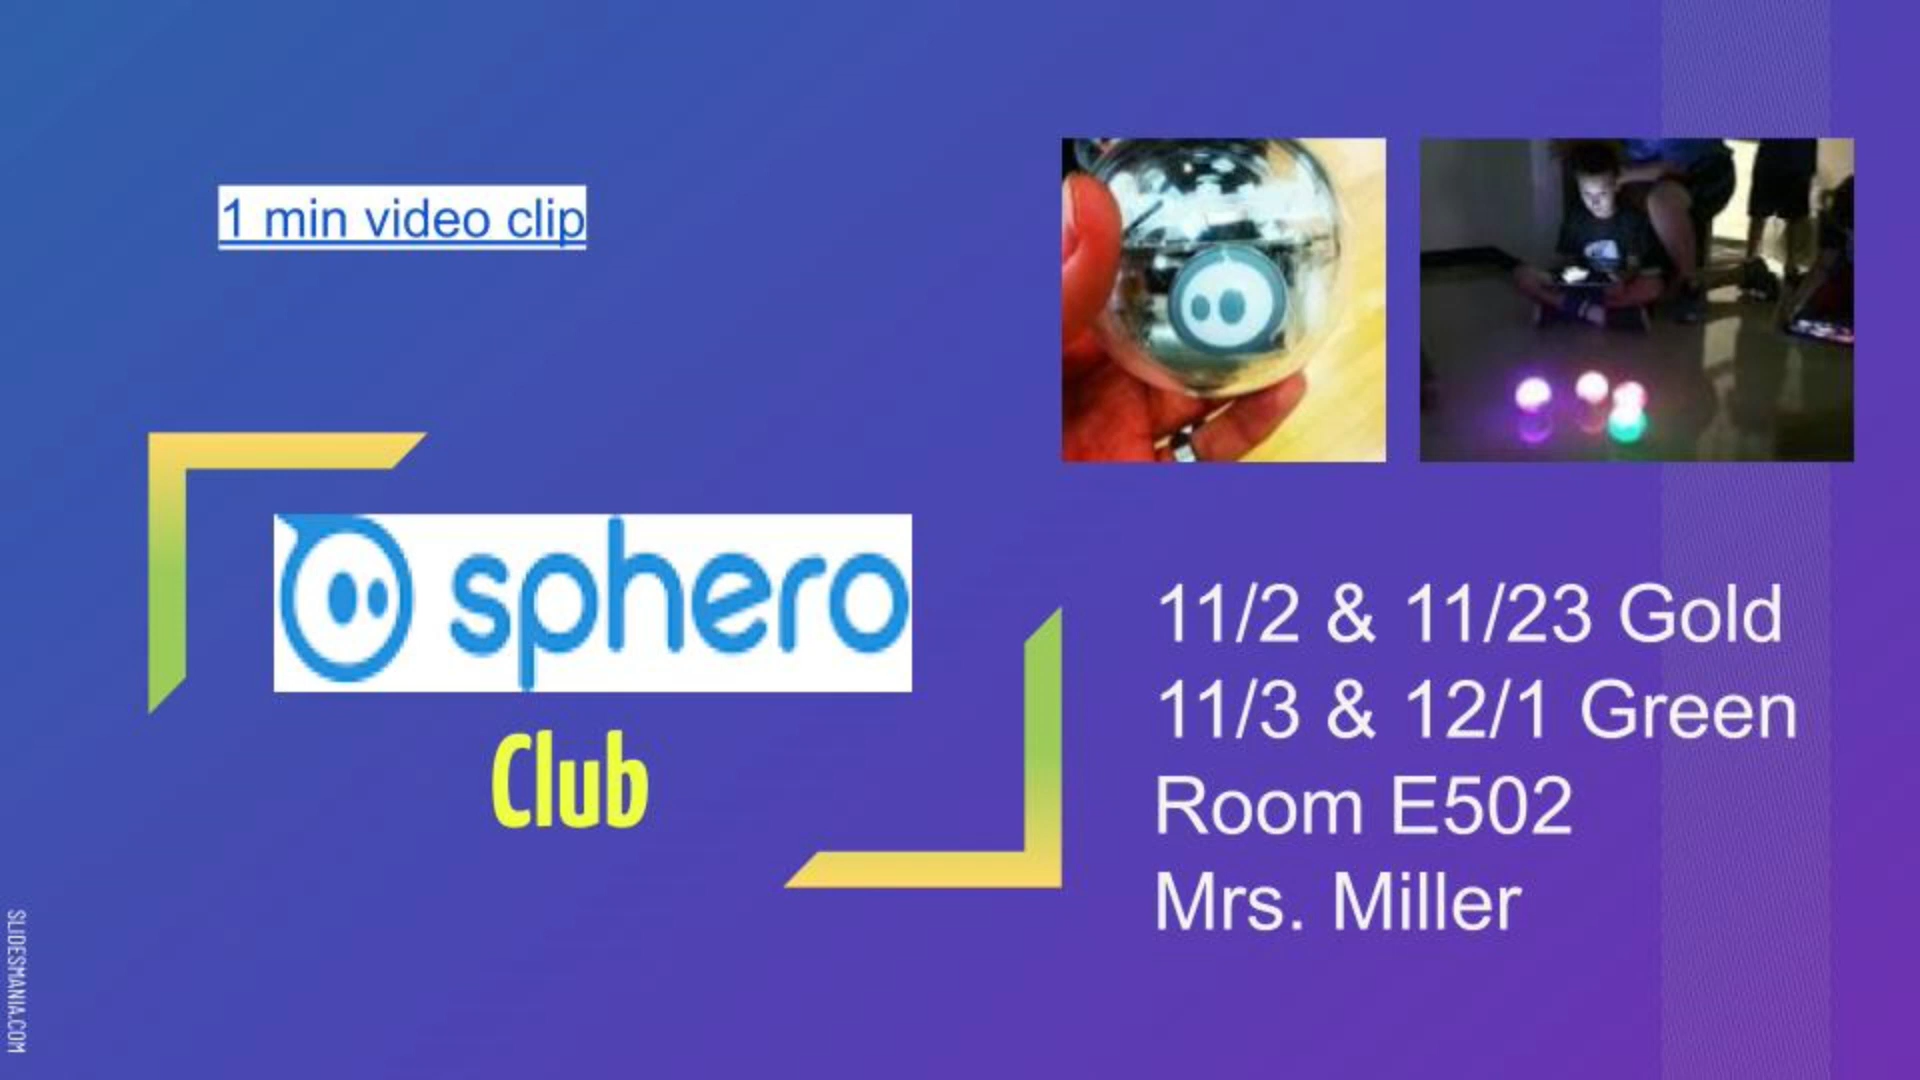 1 min video clip
sphero
Club
11/2 & 11/23 Gold
11/3 & 12/1 Green
Room E502
Mrs. Miller
SLIDESMANIA.COM